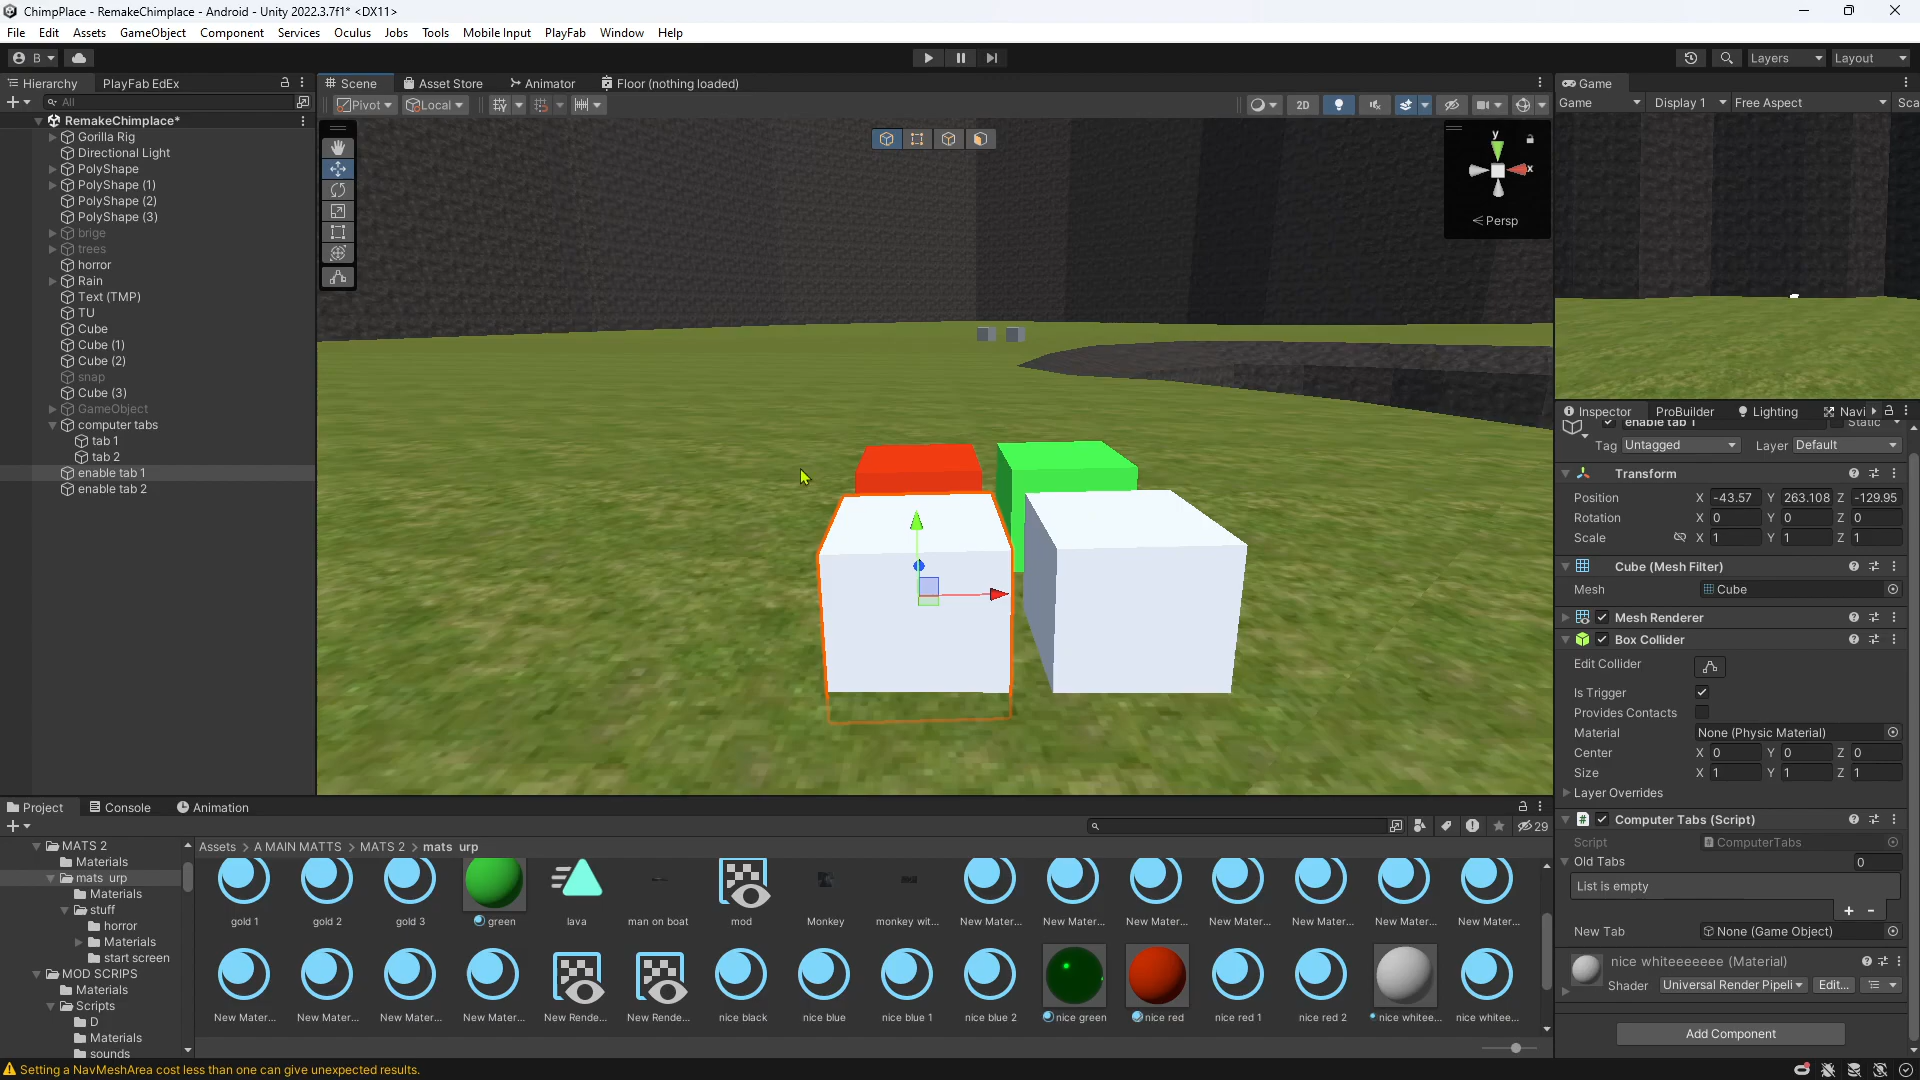 ChimpPlace - RemakeChimplace - Android - Unity 2022.3.7f1* <DX11>
File Edit Assets GameObject Component Services Oculus Jobs Tools Mobile Input PlayFab Window Help
B
Layers Layout
Hierarchy PlayFab EdEx
All
RemakeChimplace*
Gorilla Rig
Directional Light
PolyShape
PolyShape (1)
PolyShape (2)
PolyShape (3)
brige
trees
horror
Rain
Text (TMP)
TU
Cube
Cube (1)
Cube (2)
snap
Cube (3)
GameObject
computer tabs
tab 1
tab 2
enable tab 1
enable tab 2
Scene Asset Store Animator Floor (nothing loaded)
Pivot Local 2D
y
x
Persp
Game
Game Display 1 Free Aspect Sca
Inspector ProBuilder Lighting Navi
enable tab 1 Static
Tag Untagged Layer Default
Transform
Position X -43.57 Y 263.108 Z -129.95
Rotation X 0 Y 0 Z 0
Scale X 1 Y 1 Z 1
Cube (Mesh Filter)
Mesh Cube
Mesh Renderer
Box Collider
Edit Collider
Is Trigger
Provides Contacts
Material None (Physic Material)
Center X 0 Y 0 Z 0
Size X 1 Y 1 Z 1
Layer Overrides
Computer Tabs (Script)
Script ComputerTabs
Old Tabs 0
List is empty
+ -
New Tab None (Game Object)
nice whiteeeeeee (Material)
Shader Universal Render Pipeli Edit...
Add Component
Project Console Animation
29
MATS 2
Materials
mats urp
Materials
stuff
horror
Materials
start screen
MOD SCRIPS
Materials
Scripts
D
Materials
sounds
Assets > A MAIN MATTS > MATS 2 > mats urp
gold 1 gold 2 gold 3 green lava man on boat mod Monkey monkey wit... New Mater... New Mater... New Mater... New Mater... New Mater... New Mater... New Mater...
New Mater... New Mater... New Mater... New Mater... New Rende... New Rende... nice black nice blue nice blue 1 nice blue 2 nice green nice red nice red 1 nice red 2 nice whitee... nice whitee...
Setting a NavMeshArea cost less than one can give unexpected results.